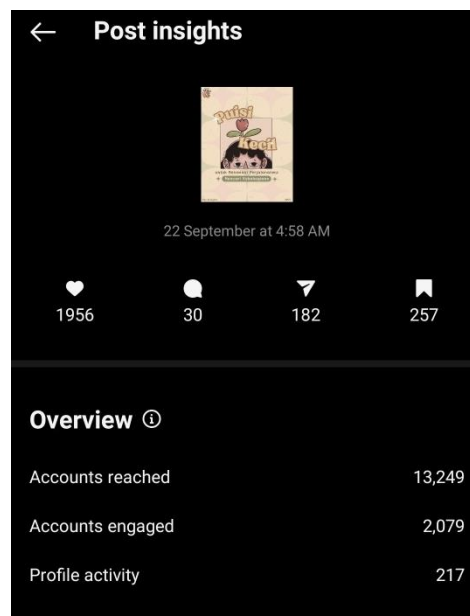 Post insights
Puisi
Kecil
22 September at 4:58 AM
1956 30 182 257
Overview
Accounts reached 13,249
Accounts engaged 2,079
Profile activity 217